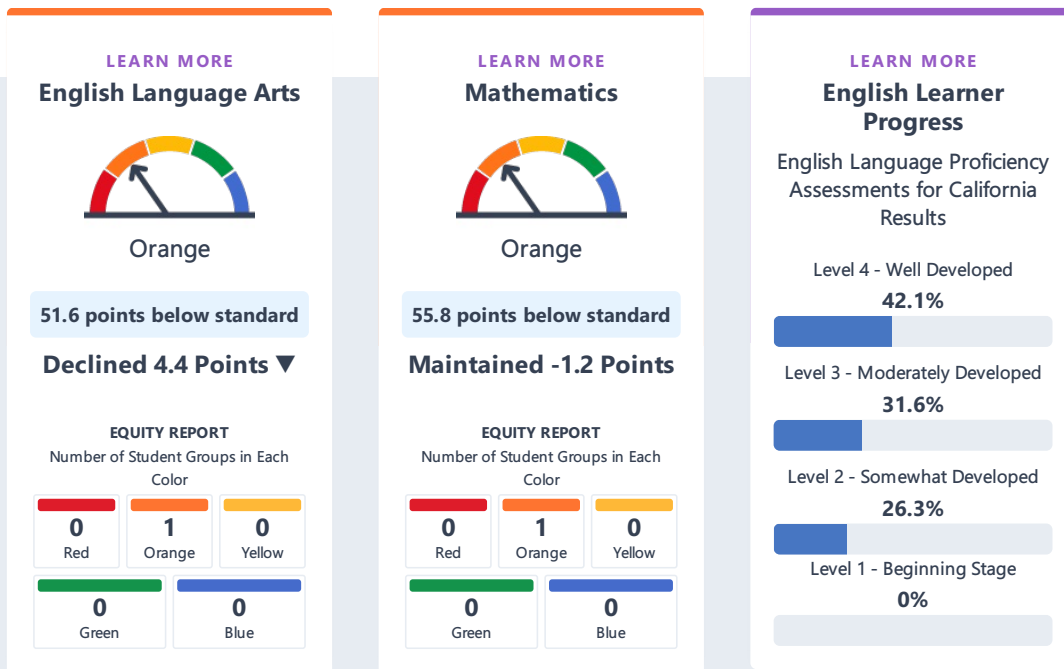 LEARN MORE
English Language Arts
Orange
51.6 points below standard
Declined 4.4 Points ▼
EQUITY REPORT
Number of Student Groups in Each
Color
0
Red
1
Orange
0
Yellow
0
Green
0
Blue
LEARN MORE
Mathematics
Orange
55.8 points below standard
Maintained -1.2 Points
EQUITY REPORT
Number of Student Groups in Each
Color
0
Red
1
Orange
0
Yellow
0
Green
0
Blue
LEARN MORE
English Learner
Progress
English Language Proficiency
Assessments for California
Results
Level 4 - Well Developed
42.1%
Level 3 - Moderately Developed
31.6%
Level 2 - Somewhat Developed
26.3%
Level 1 - Beginning Stage
0%